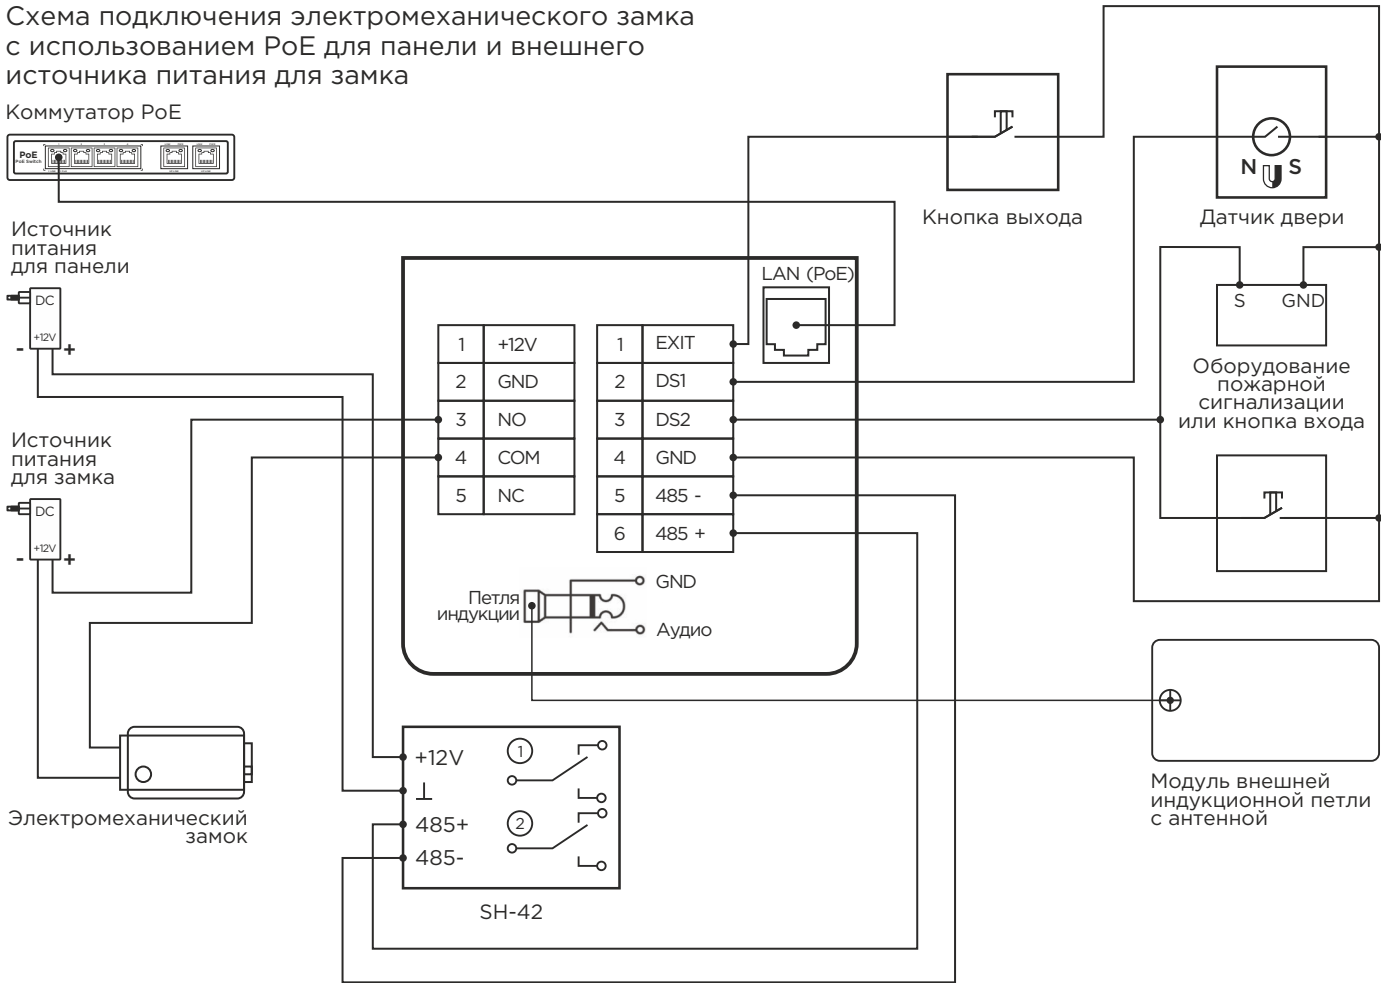 Схема подключения электромеханического замка
с использованием PoE для панели и внешнего
источника питания для замка
Коммутатор PoE
PoE
PoE Switch
Источник
питания
для панели
DC
+12V
- +
Источник
питания
для замка
DC
+12V
- +
Электромеханический
замок
LAN (PoE)
1 +12V
2 GND
3 NO
4 COM
5 NC
1 EXIT
2 DS1
3 DS2
4 GND
5 485 -
6 485 +
Петля
индукции
GND
Аудио
+12V
485+
485-
1
2
SH-42
Кнопка выхода
N S
Датчик двери
S GND
Оборудование
пожарной
сигнализации
или кнопка входа
Модуль внешней
индукционной петли
с антенной